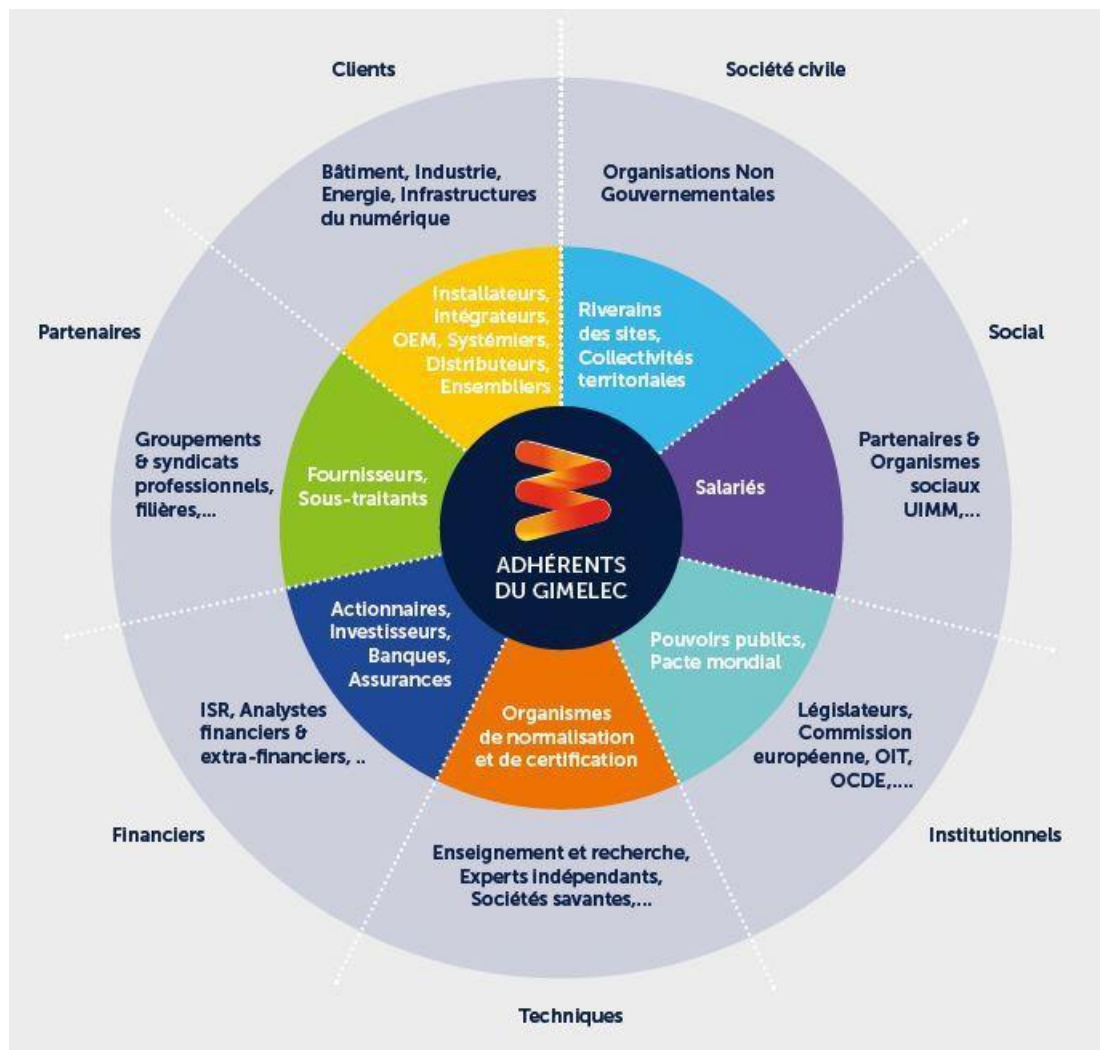 Clients
Société civile
Bâtiment, Industrie,
Energie, Infrastructures
du numérique
Organisations Non
Gouvernementales
Installateurs,
Intégrateurs,
OEM, Systémiers,
Distributeurs,
Ensembliers
Riverains
des sites,
Collectivités
territoriales
Partenaires
Social
Groupements
& syndicats
professionnels,
filières,...
Fournisseurs,
Sous-traitants
Salariés
Partenaires &
Organismes
sociaux
UIMM,...
ADHÉRENTS
DU GIMELEC
Actionnaires,
Investisseurs,
Banques,
Assurances
Pouvoirs publics,
Pacte mondial
ISR, Analystes
financiers &
extra-financiers, ..
Organismes
de normalisation
et de certification
Législateurs,
Commission
européenne, OIT,
OCDE,....
Financiers
Institutionnels
Enseignement et recherche,
Experts indépendants,
Sociétés savantes,...
Techniques